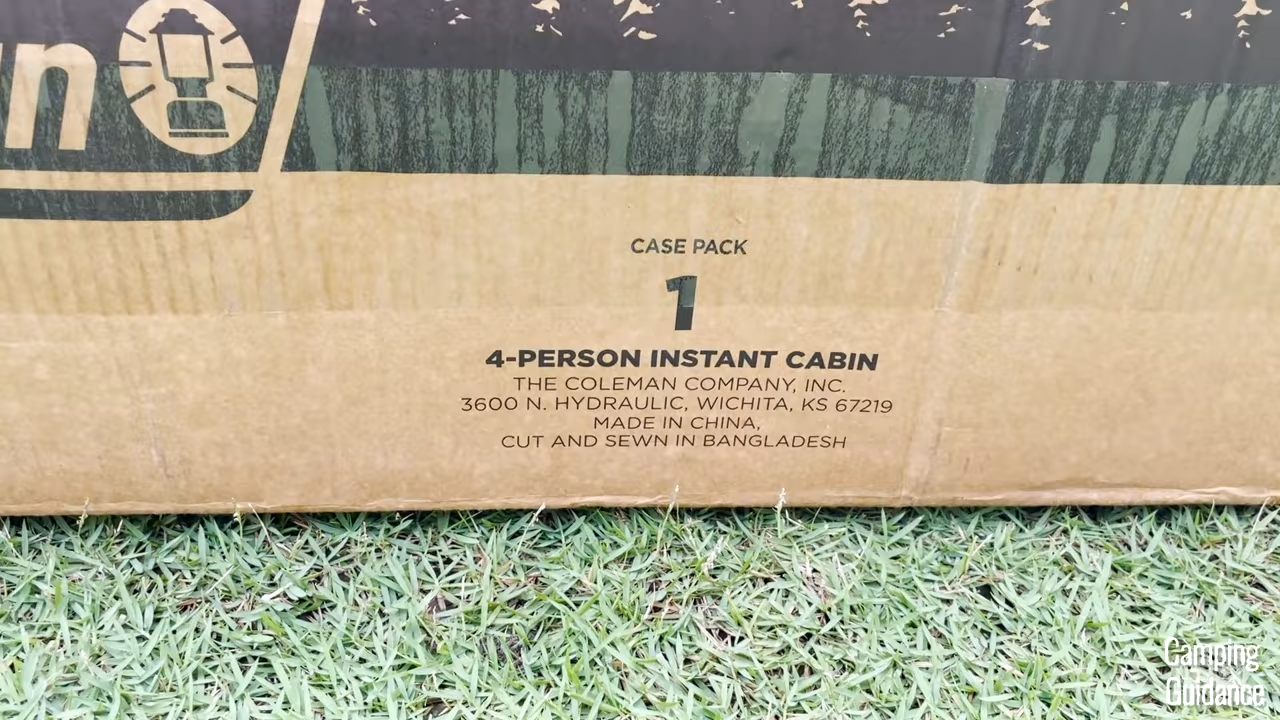 CASE PACK
1
4-PERSON INSTANT CABIN
THE COLEMAN COMPANY, INC.
3600 N. HYDRAULIC, WICHITA, KS 67219
MADE IN CHINA,
CUT AND SEWN IN BANGLADESH
Camping
Guidance